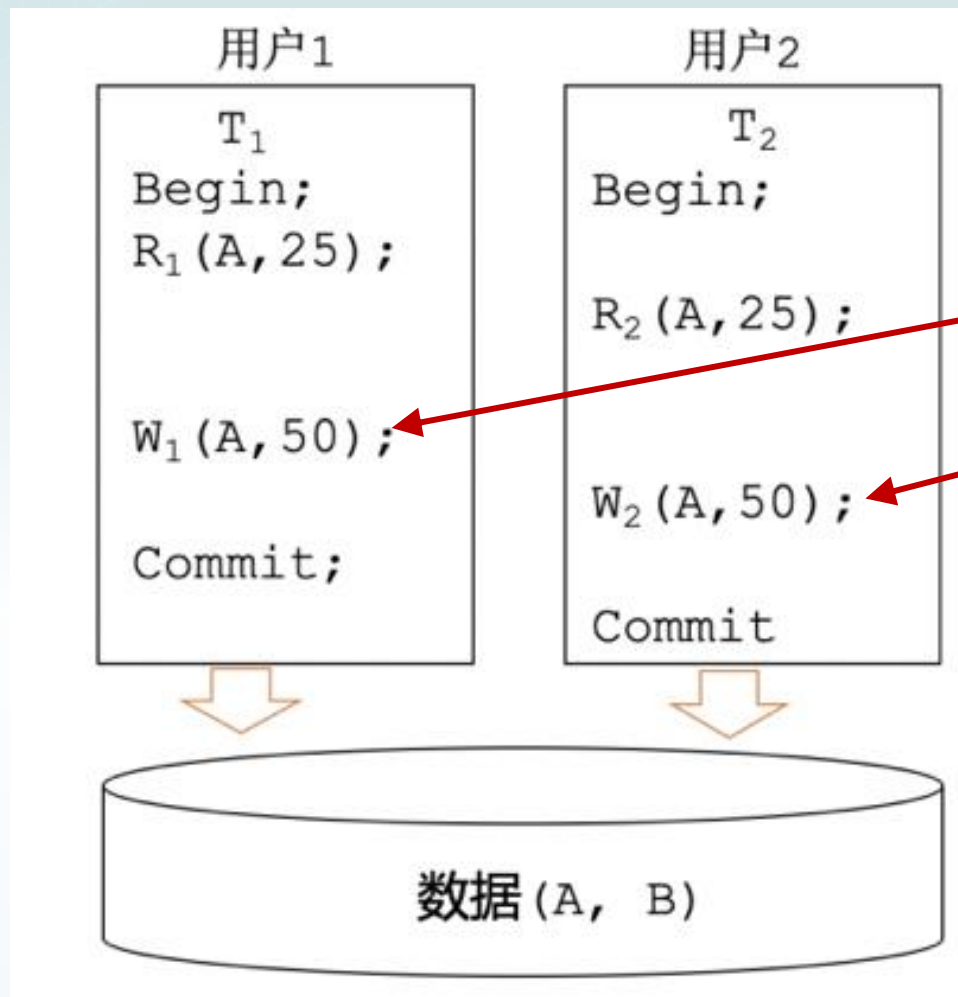 用户1
T₁
Begin;
R₁(A,25);
W₁(A,50);
Commit;
用户2
T₂
Begin;
R₂(A,25);
W₂(A,50);
Commit
数据(A, B)